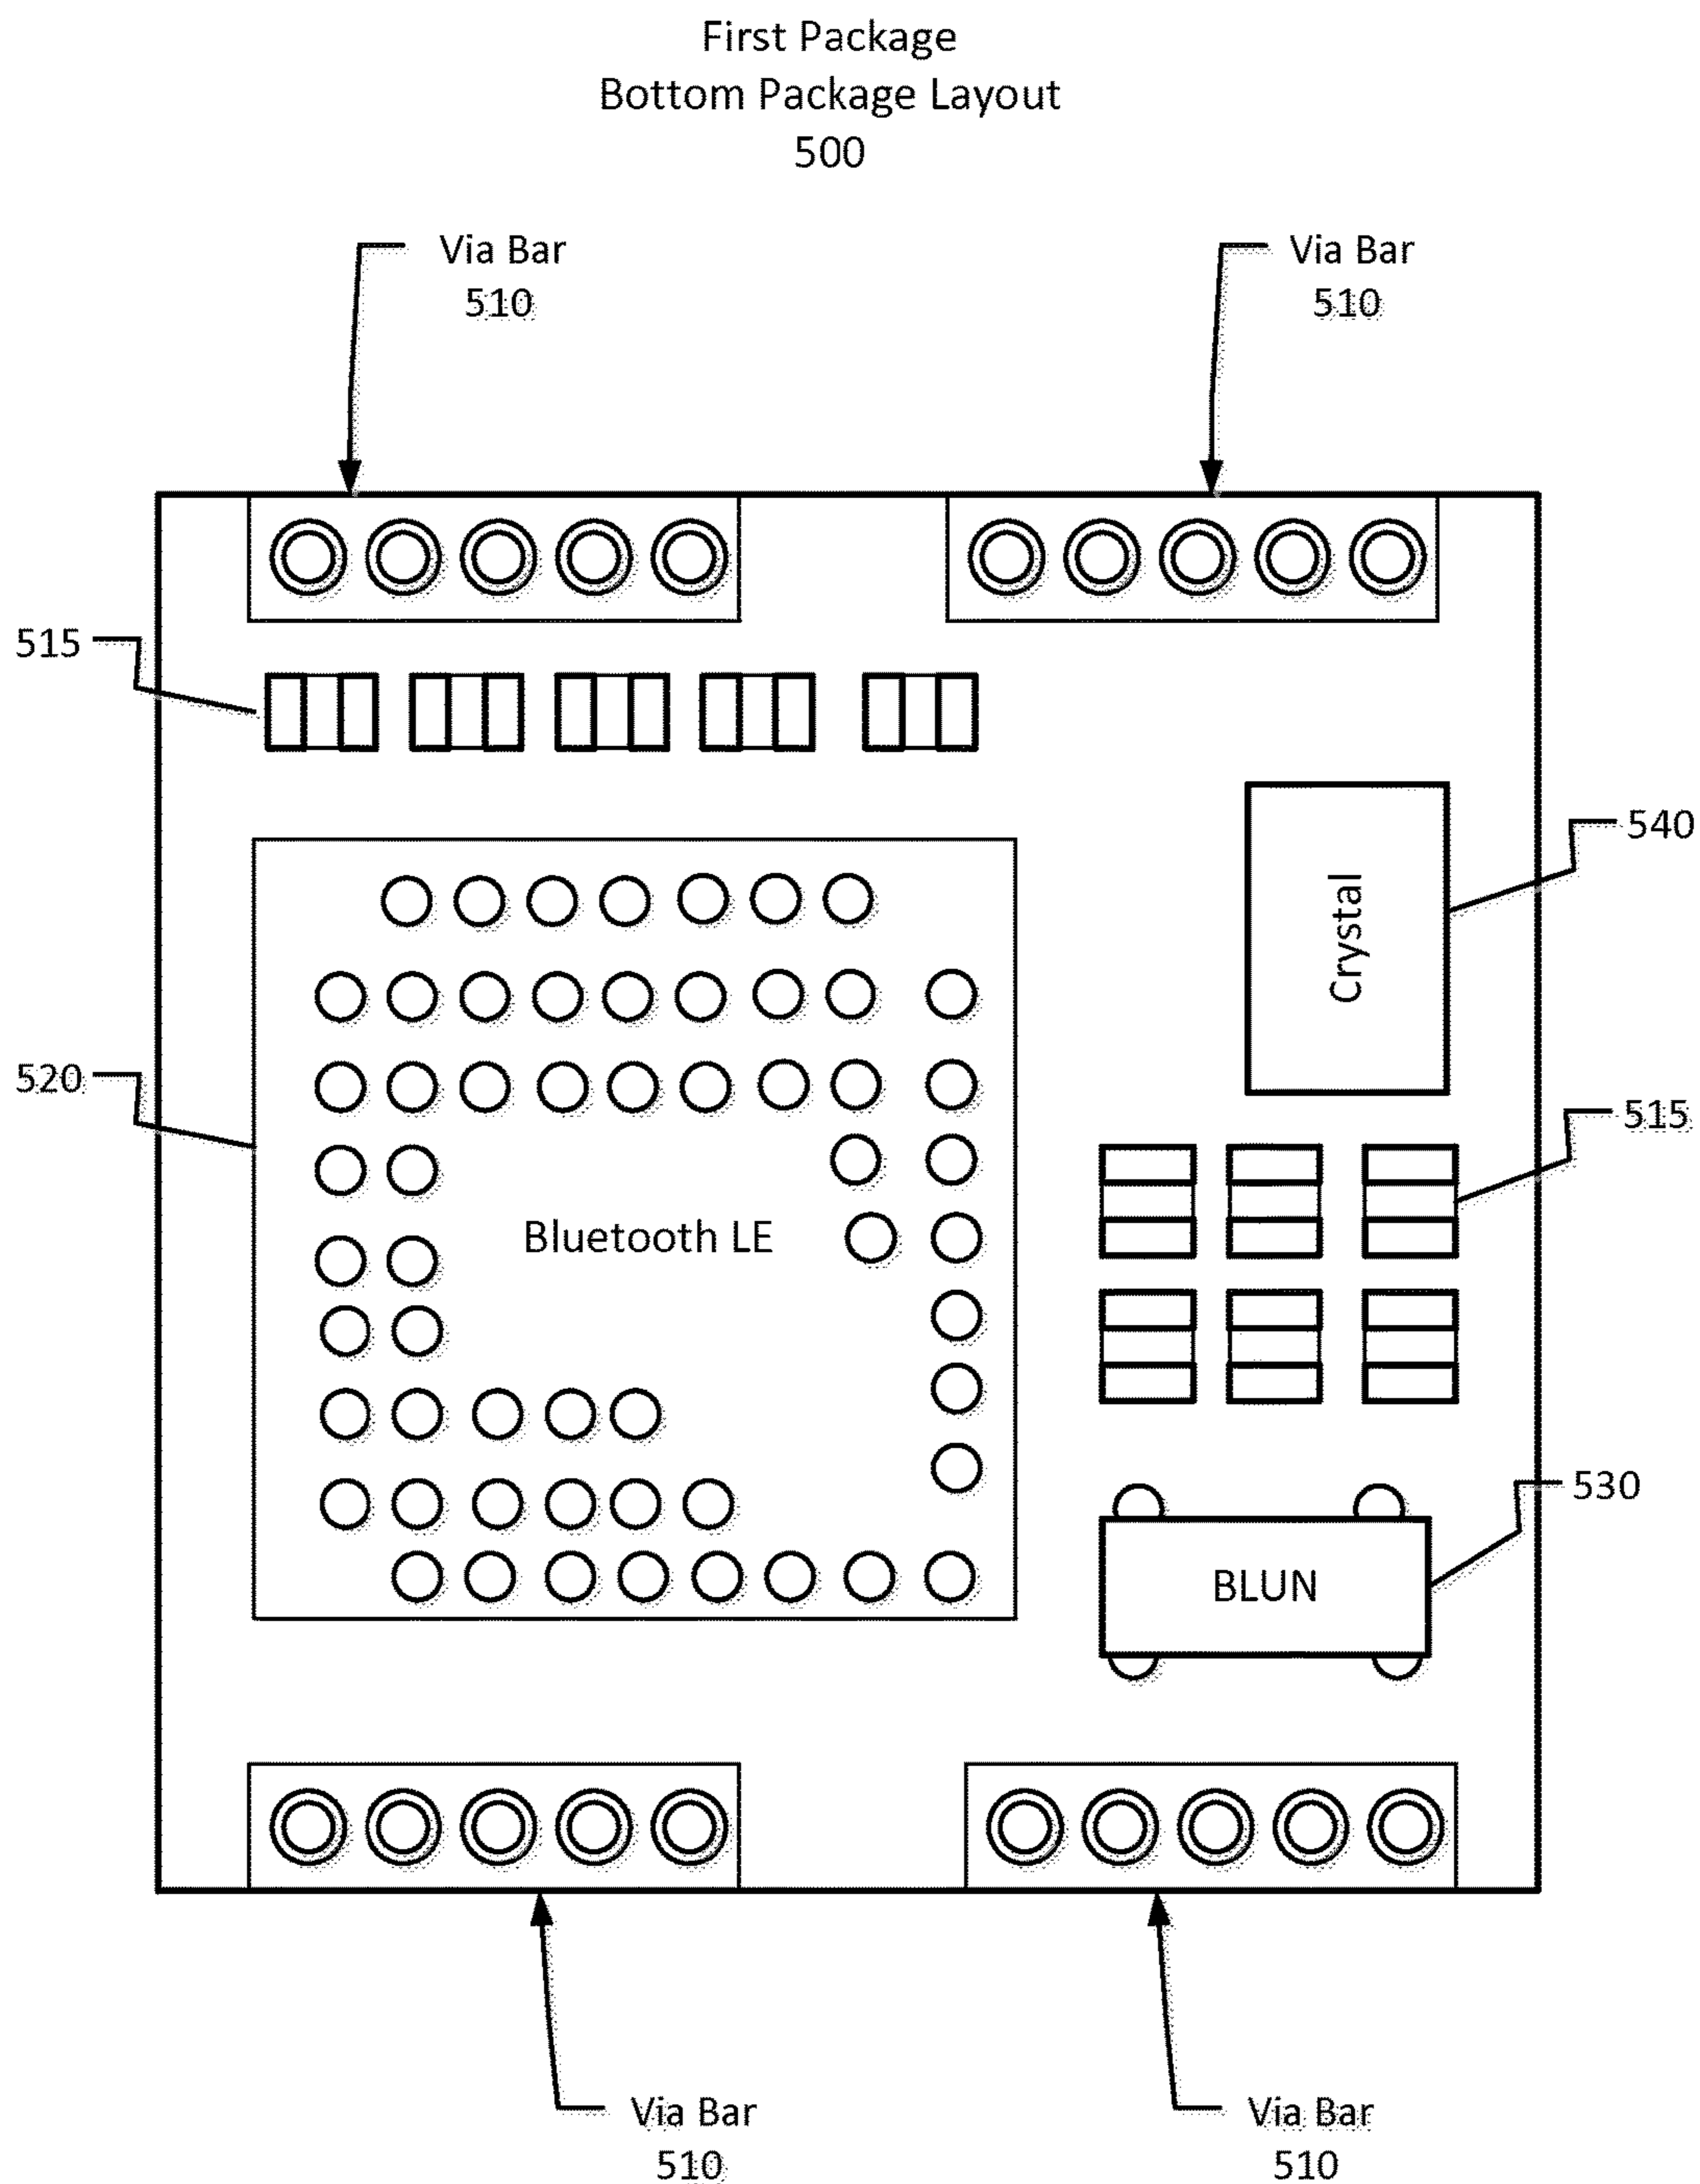 First Package
Bottom Package Layout
500
Via Bar
510
Via Bar
510
515
540
Crystal
520
515
Bluetooth LE
530
BLUN
Via Bar
510
Via Bar
510